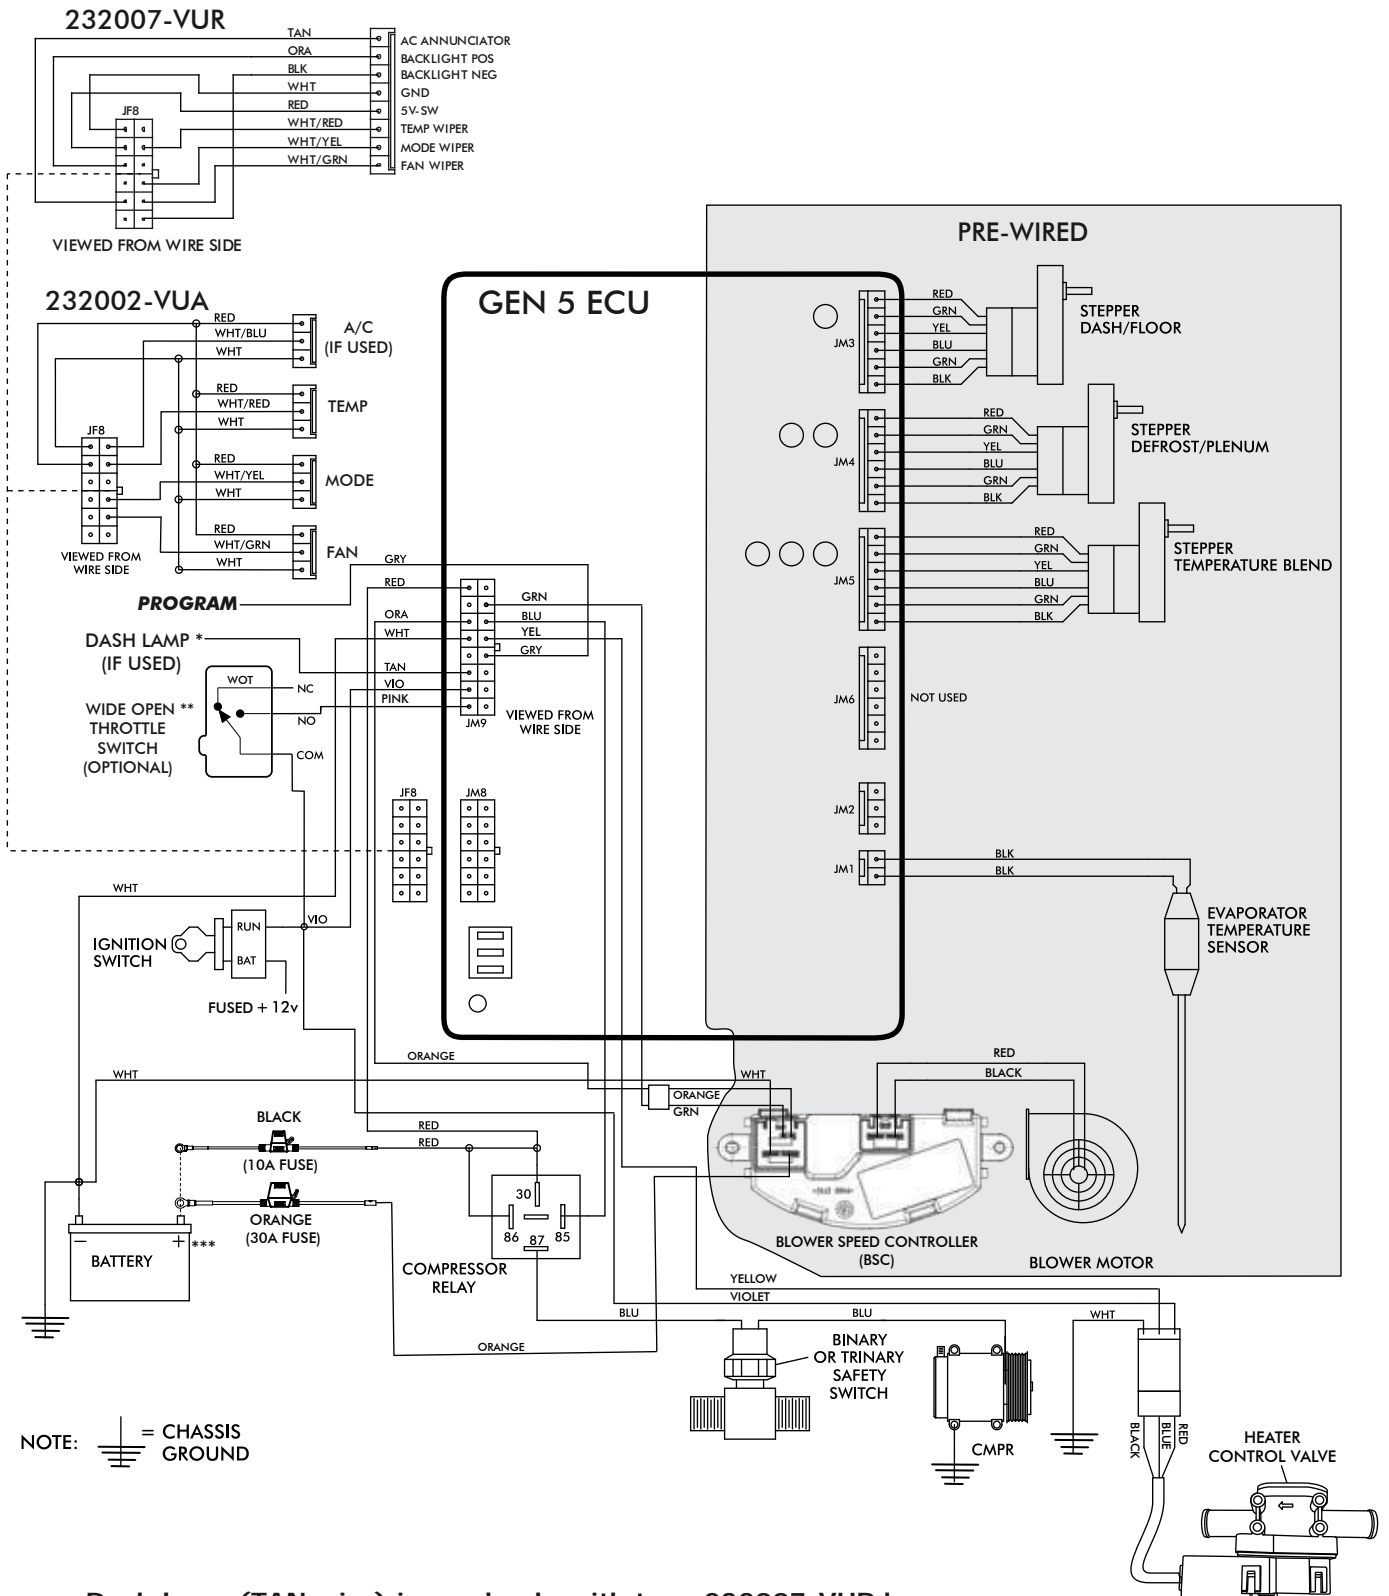 232007-VUR
TAN
ORA
BLK
WHT
RED
WHT/RED
WHT/YEL
WHT/GRN
AC ANNUNCIATOR
BACKLIGHT POS
BACKLIGHT NEG
GND
5V-SW
TEMP WIPER
MODE WIPER
FAN WIPER
JF8
VIEWED FROM WIRE SIDE
232002-VUA
RED
WHT/BLU
WHT
A/C
(IF USED)
RED
WHT/RED
WHT
TEMP
JF8
RED
WHT/YEL
WHT
MODE
RED
WHT/GRN
WHT
FAN
VIEWED FROM
WIRE SIDE
GEN 5 ECU
PRE-WIRED
JM3
RED
GRN
YEL
BLU
GRN
BLK
STEPPER
DASH/FLOOR
JM4
RED
GRN
YEL
BLU
GRN
BLK
STEPPER
DEFROST/PLENUM
JM5
RED
GRN
YEL
BLU
GRN
BLK
STEPPER
TEMPERATURE BLEND
JM6
NOT USED
JM2
JM1
BLK
BLK
EVAPORATOR
TEMPERATURE
SENSOR
PROGRAM
GRY
RED
ORA
WHT
TAN
VIO
PINK
GRN
BLU
YEL
GRY
JM9
VIEWED FROM
WIRE SIDE
DASH LAMP *
(IF USED)
WIDE OPEN **
THROTTLE
SWITCH
(OPTIONAL)
WOT
NC
NO
COM
JF8
JM8
WHT
IGNITION
SWITCH
RUN
BAT
VIO
FUSED + 12v
ORANGE
WHT
WHT
ORANGE
GRN
RED
BLACK
BLACK
(10A FUSE)
RED
RED
ORANGE
(30A FUSE)
BATTERY
−
+ ***
30
86
87
85
COMPRESSOR
RELAY
BLOWER SPEED CONTROLLER
(BSC)
BLOWER MOTOR
YELLOW
VIOLET
BLU
BLU
ORANGE
WHT
BINARY
OR TRINARY
SAFETY
SWITCH
CMPR
BLACK
BLUE
RED
HEATER
CONTROL VALVE
NOTE:
= CHASSIS
GROUND